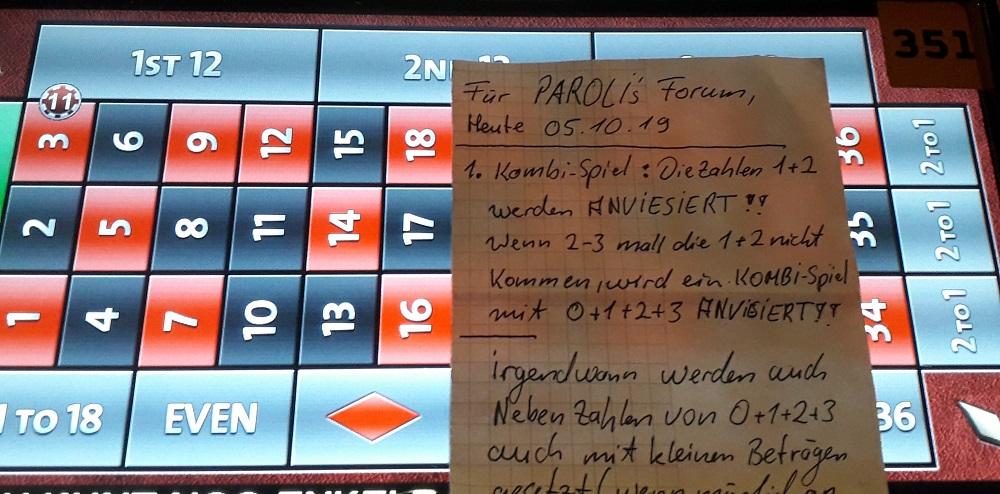 1ST 12
351
11
3 6 9 12 15 18 36 2 to 1
2 5 8 11 14 17 35 2 to 1
1 4 7 10 13 16 34 2 to 1
TO 18 EVEN 36
Für PAROLI's Forum,
Heute 05.10.19
1. Kombi-Spiel : Die Zahlen 1+2
werden ANVIESIERT !!
Wenn 2-3 mall die 1+2 nicht
Kommen, wird ein KOMBI-Spiel
mit 0+1+2+3 ANVISIERT!!
irgendwann werden auch
Neben Zahlen von 0+1+2+3
auch mit kleinen Beträgen